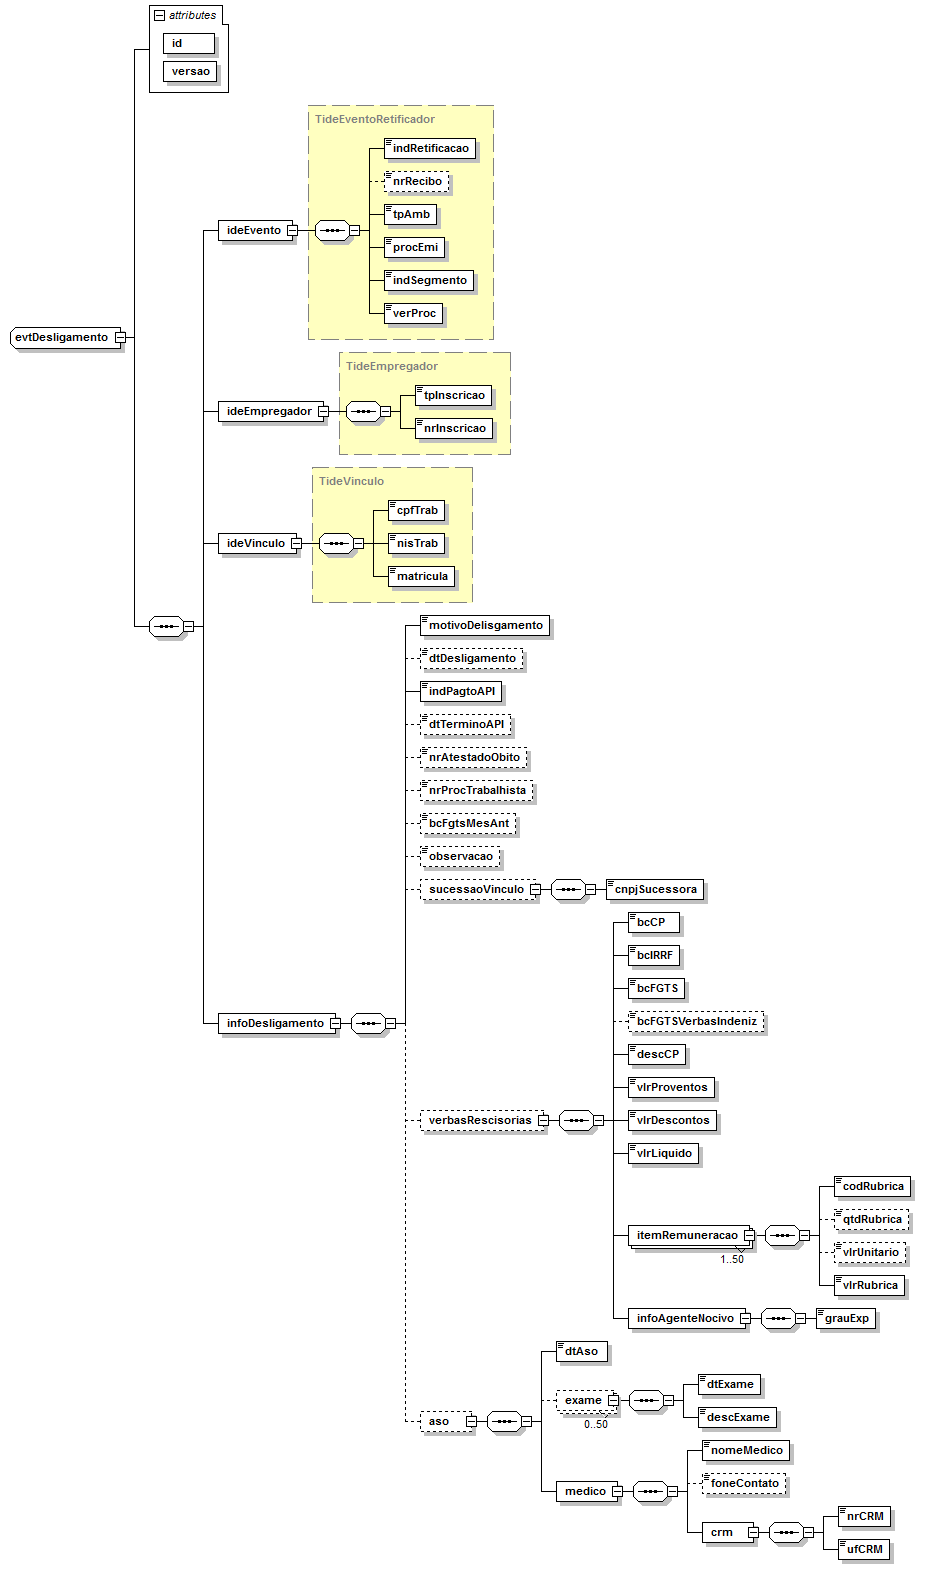 attributes
id
versao
TideEventoRetificador
indRetificacao
nrRecibo
tpAmb
ideEvento
procEmi
indSegmento
verProc
evtDesligamento
TideEmpregador
tpInscricao
ideEmpregador
nrInscricao
TideVinculo
cpfTrab
ideVinculo
nisTrab
matricula
motivoDelisgamento
dtDesligamento
indPagtoAPI
dtTerminoAPI
nrAtestadoObito
nrProcTrabalhista
bcFgtsMesAnt
observacao
sucessaoVinculo
cnpjSucessora
bcCP
bcIRRF
bcFGTS
infoDesligamento
bcFGTSVerbasIndeniz
descCP
vlrProventos
verbasRescisorias
vlrDescontos
vlrLiquido
codRubrica
qtdRubrica
itemRemuneracao
1..50
vlrUnitario
vlrRubrica
infoAgenteNocivo
grauExp
dtAso
dtExame
exame
0..50
descExame
aso
nomeMedico
foneContato
medico
nrCRM
crm
ufCRM